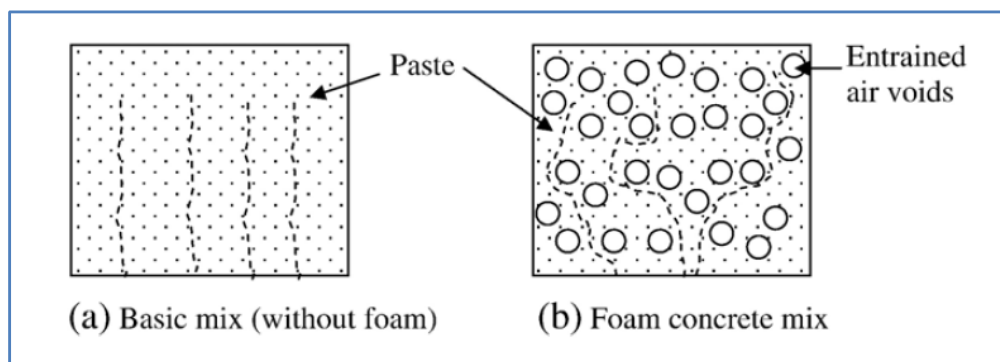 Paste
Entrained
air voids
(a) Basic mix (without foam)
(b) Foam concrete mix